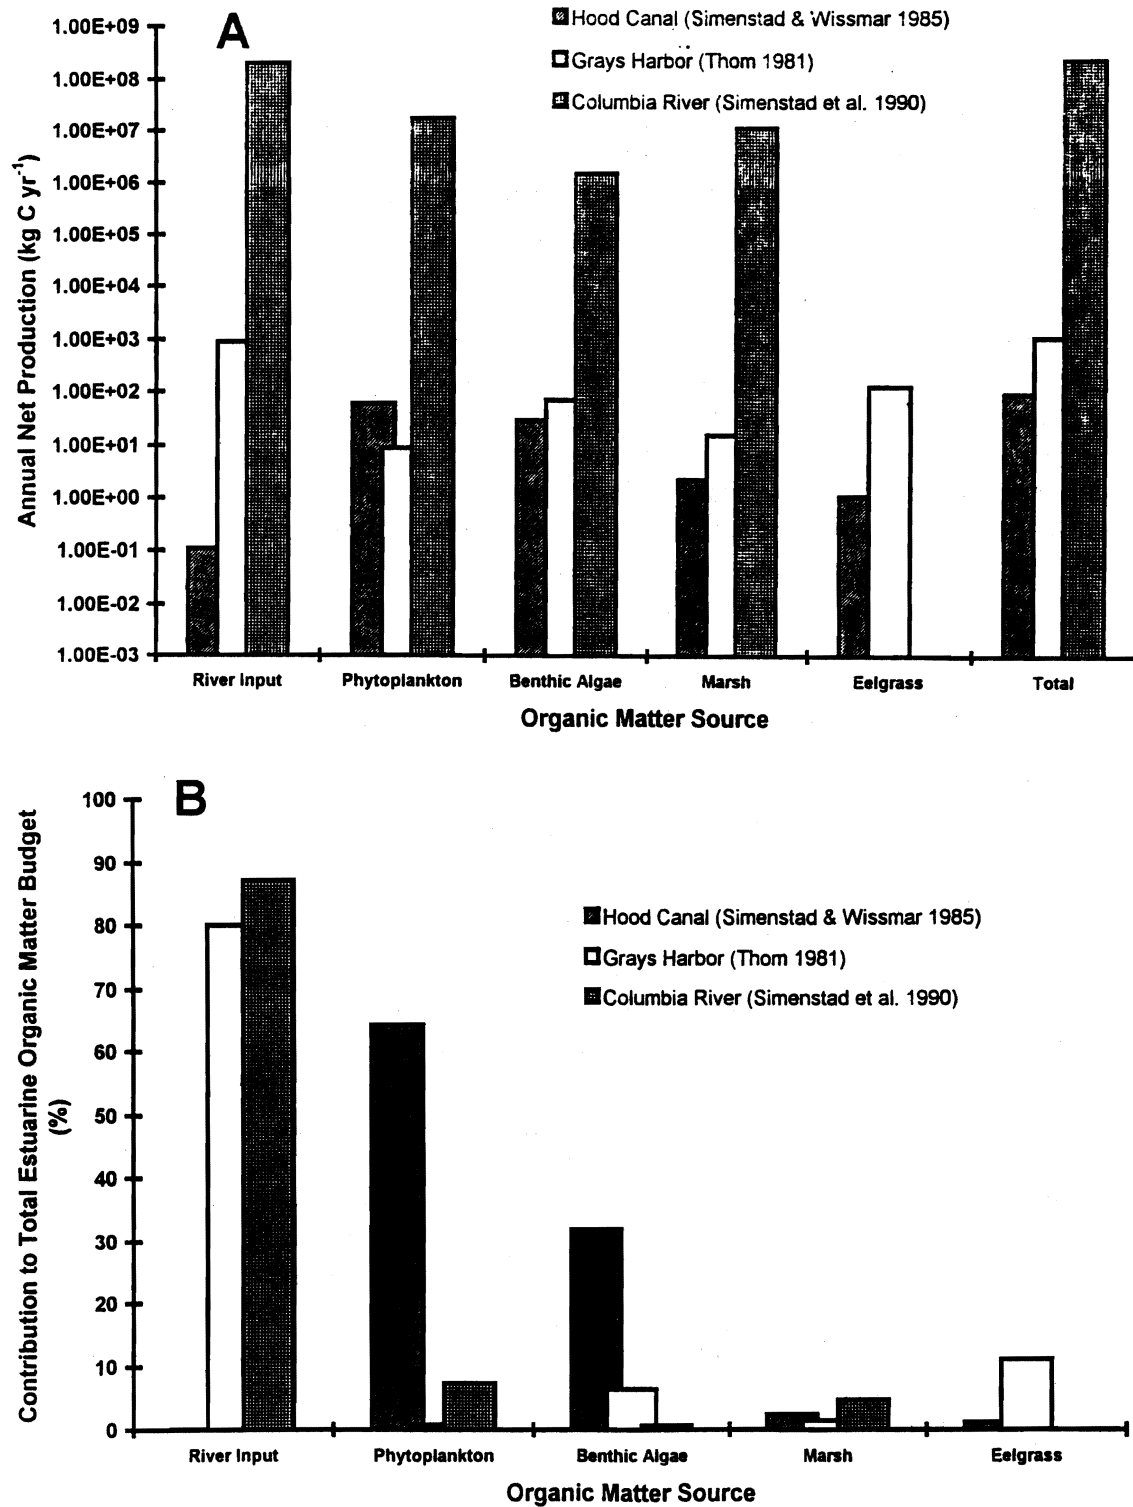 A
Hood Canal (Simenstad & Wissmar 1985)
Grays Harbor (Thom 1981)
Columbia River (Simenstad et al. 1990)
Annual Net Production (kg C yr⁻¹)
1.00E+09
1.00E+08
1.00E+07
1.00E+06
1.00E+05
1.00E+04
1.00E+03
1.00E+02
1.00E+01
1.00E+00
1.00E-01
1.00E-02
1.00E-03
River Input Phytoplankton Benthic Algae Marsh Eelgrass Total
Organic Matter Source
B
Hood Canal (Simenstad & Wissmar 1985)
Grays Harbor (Thom 1981)
Columbia River (Simenstad et al. 1990)
Contribution to Total Estuarine Organic Matter Budget
(%)
100
90
80
70
60
50
40
30
20
10
0
River Input Phytoplankton Benthic Algae Marsh Eelgrass
Organic Matter Source